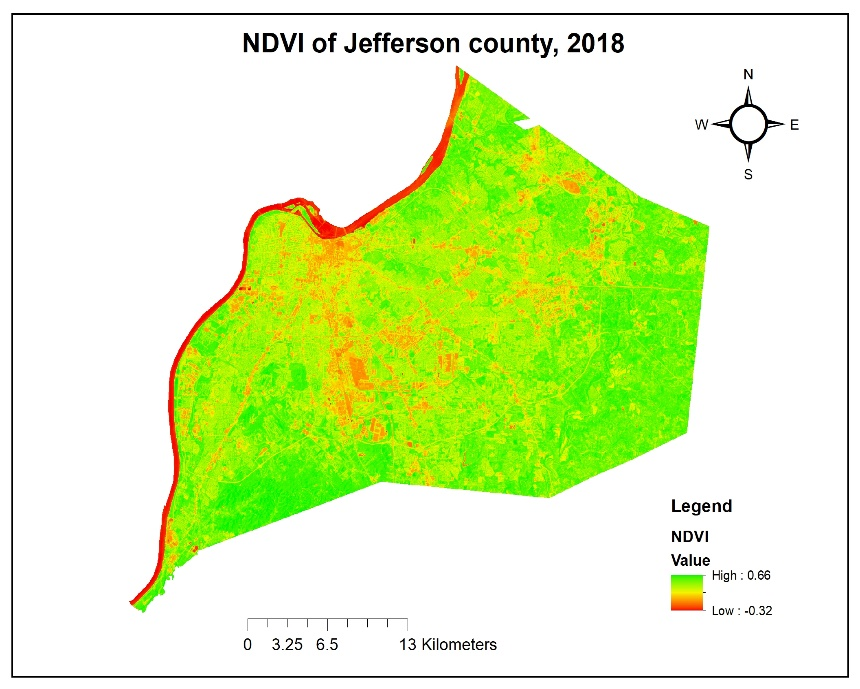 NDVI of Jefferson county, 2018
N
W E
S
Legend
NDVI
Value
High : 0.66
Low : -0.32
0 3.25 6.5 13 Kilometers